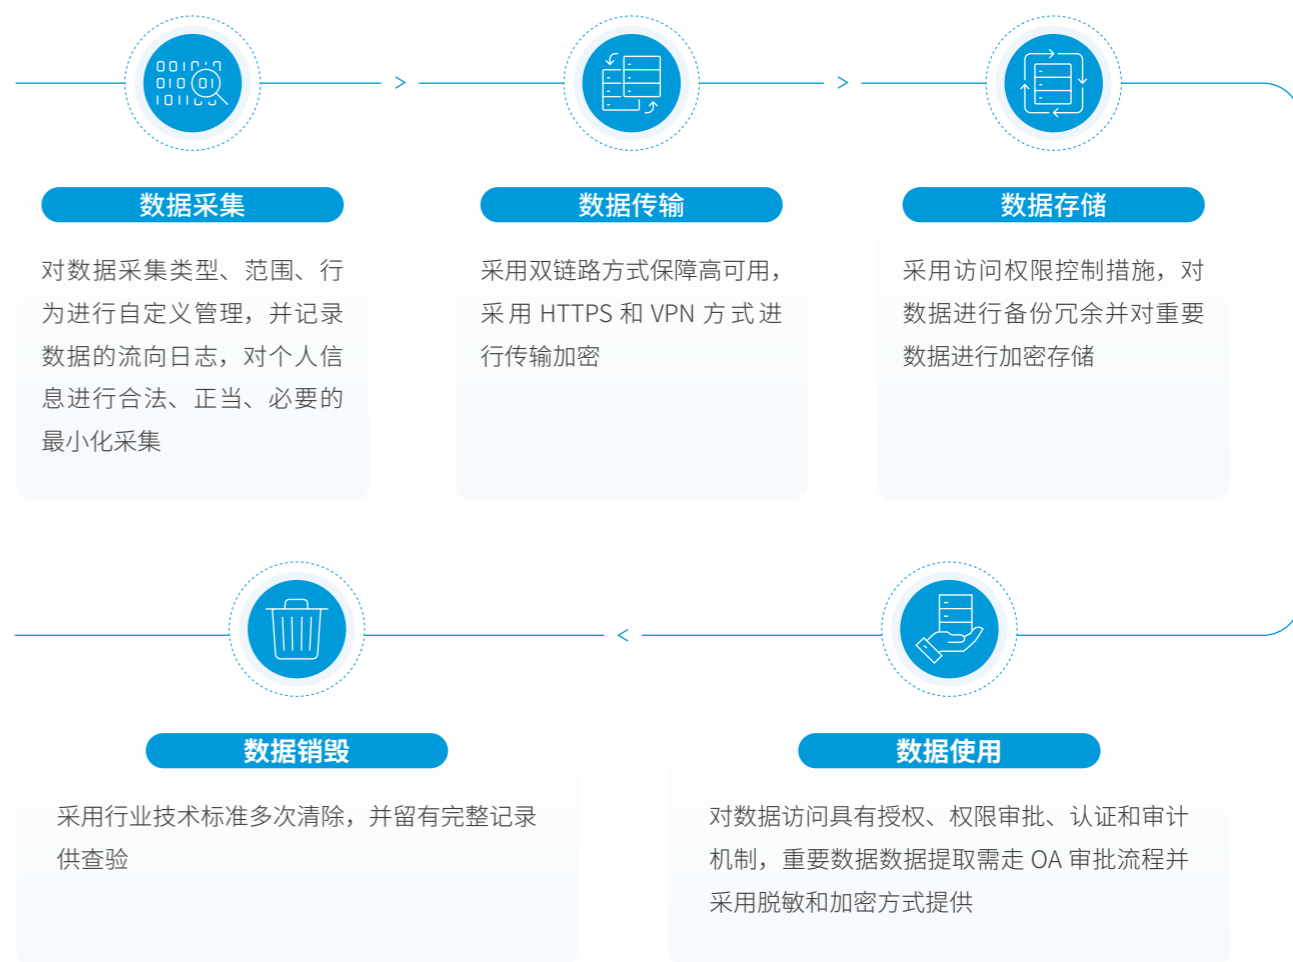 数据采集
对数据采集类型、范围、行
为进行自定义管理，并记录
数据的流向日志，对个人信
息进行合法、正当、必要的
最小化采集
数据传输
采用双链路方式保障高可用，
采用 HTTPS 和 VPN 方式进
行传输加密
数据存储
采用访问权限控制措施，对
数据进行备份冗余并对重要
数据进行加密存储
数据使用
对数据访问具有授权、权限审批、认证和审计
机制，重要数据数据提取需走 OA 审批流程并
采用脱敏和加密方式提供
数据销毁
采用行业技术标准多次清除，并留有完整记录
供查验